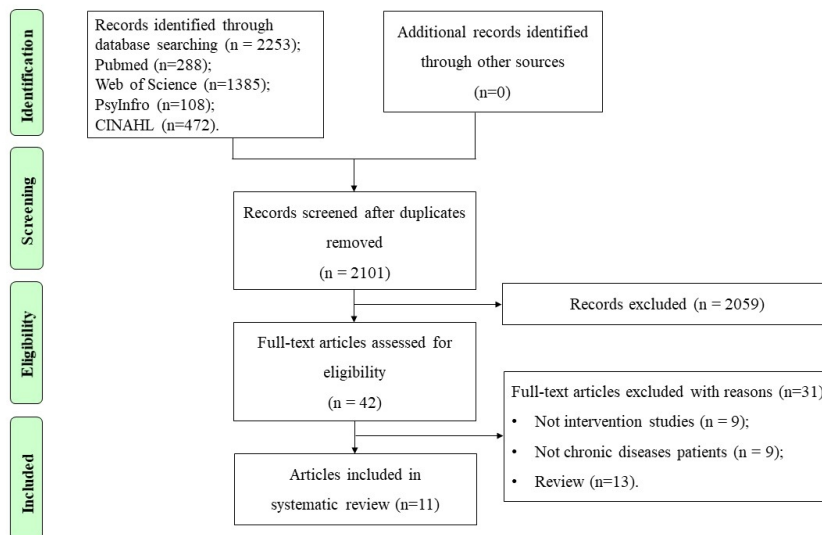 Identification
Records identified through
database searching (n = 2253);
Pubmed (n=288);
Web of Science (n=1385);
PsyInfro (n=108);
CINAHL (n=472).
Additional records identified
through other sources
(n=0)
Screening
Records screened after duplicates
removed
(n = 2101)
Records excluded (n = 2059)
Eligibility
Full-text articles assessed for
eligibility
(n = 42)
Full-text articles excluded with reasons (n=31)
• Not intervention studies (n = 9);
• Not chronic diseases patients (n = 9);
• Review (n=13).
Included
Articles included in
systematic review (n=11)